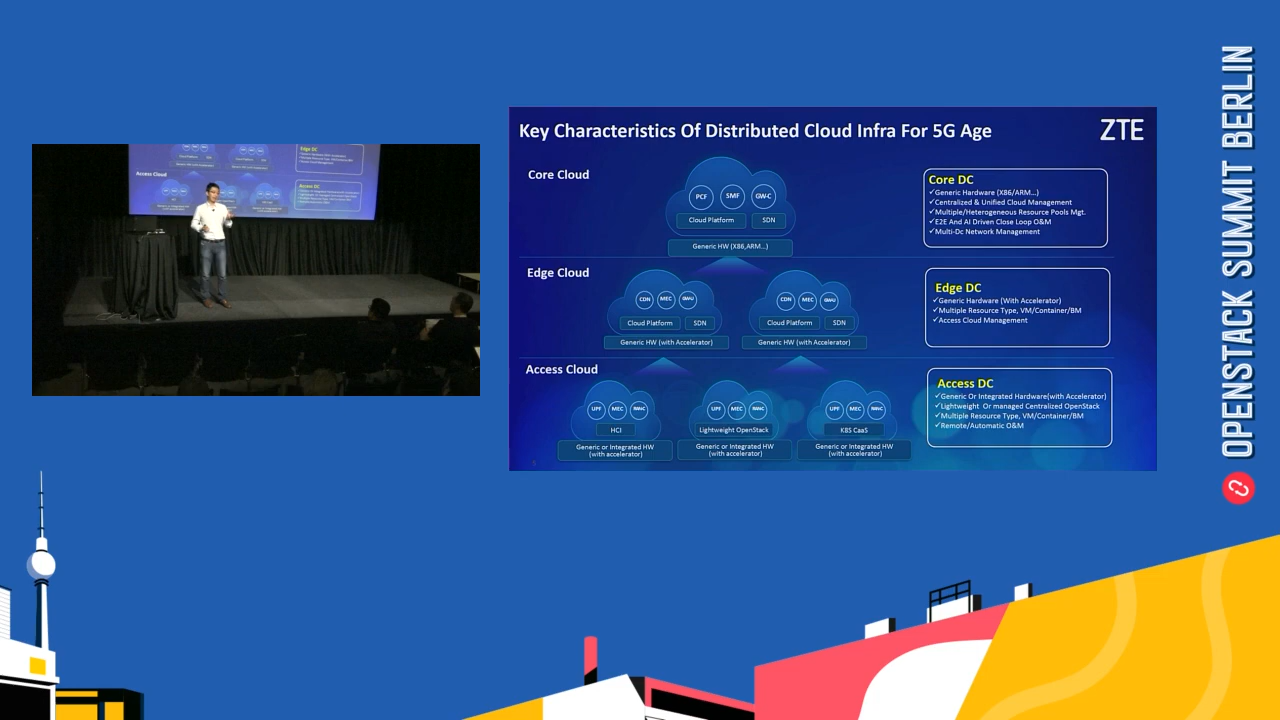 Key Characteristics Of Distributed Cloud Infra For 5G Age
ZTE
Core Cloud
PCF
SMF
GW-C
Cloud Platform
SDN
Generic HW (X86,ARM...)
Core DC
✓Generic Hardware (X86/ARM...)
✓Centralized & Unified Cloud Management
✓Multiple/Heterogeneous Resource Pools Mgt.
✓E2E And AI Driven Close Loop O&M
✓Multi-Dc Network Management
Edge Cloud
CDN
MEC
GW-U
Cloud Platform
SDN
Generic HW (with Accelerator)
CDN
MEC
GW-U
Cloud Platform
SDN
Generic HW (with Accelerator)
Edge DC
✓Generic Hardware (With Accelerator)
✓Multiple Resource Type, VM/Container/BM
✓Access Cloud Management
Access Cloud
UPF
MEC
HCI
Generic or Integrated HW
(with accelerator)
UPF
MEC
Lightweight OpenStack
Generic or Integrated HW
(with accelerator)
UPF
MEC
K8S CaaS
Generic or Integrated HW
(with accelerator)
Access DC
✓Generic Or Integrated Hardware(with Accelerator)
✓Lightweight Or managed Centralized OpenStack
✓Multiple Resource Type, VM/Container/BM
✓Remote/Automatic O&M
Edge DC
Access Cloud
Access DC
OPENSTACK SUMMIT BERLIN